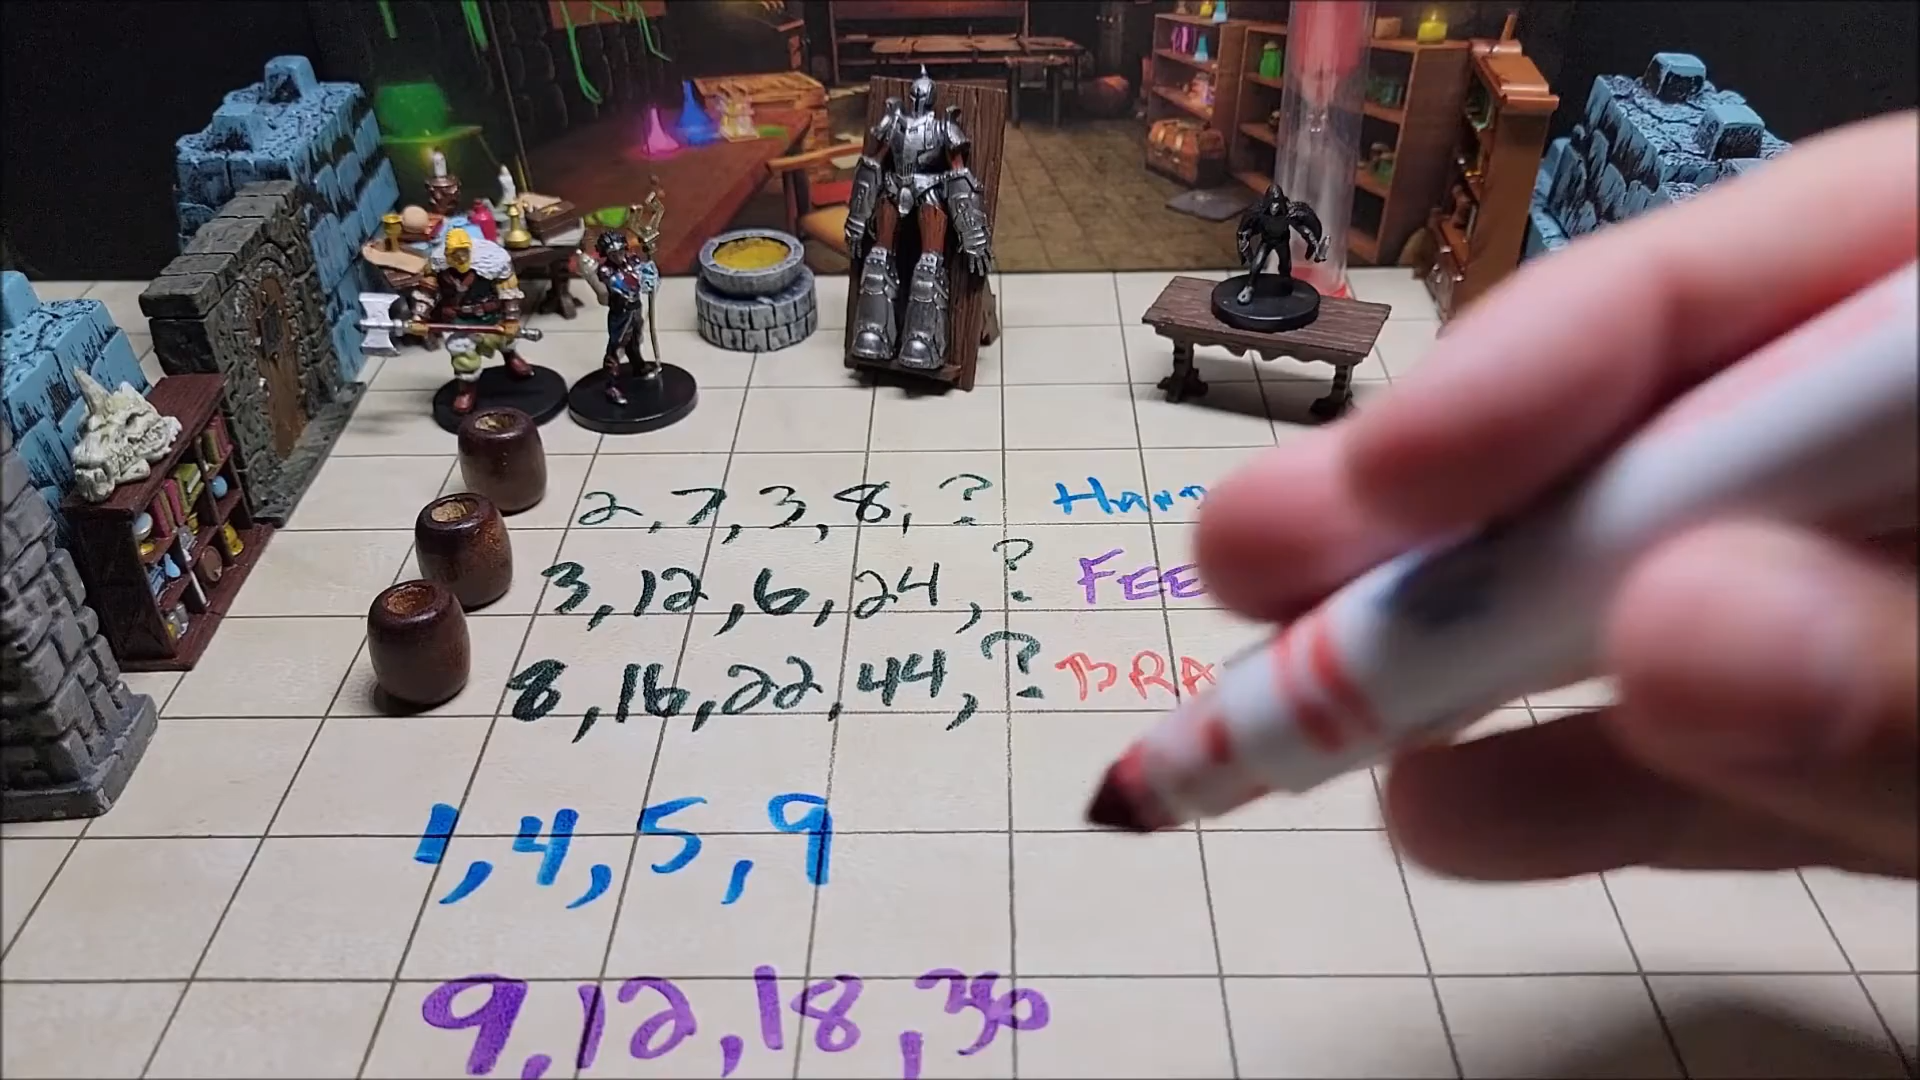 2, 7, 3, 8, ? HAND
3, 12, 6, 24, ? FEE
8, 16, 22, 44, ? BRA
1, 4, 5, 9
9, 12, 18, 36